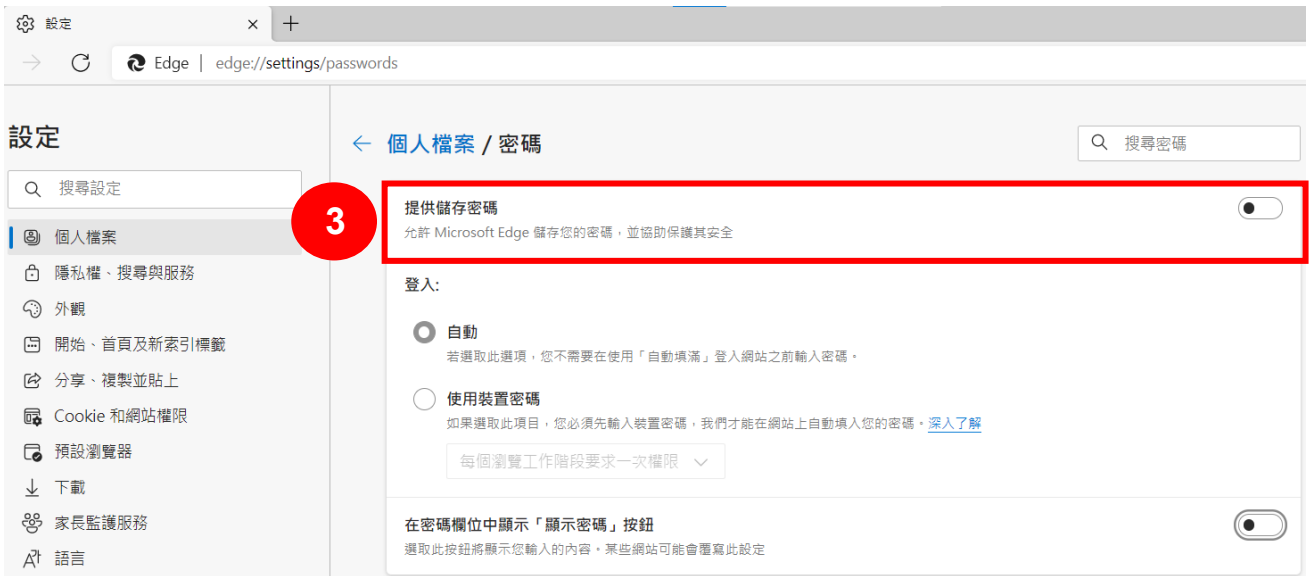 設定
Edge | edge://settings/passwords
設定
搜尋設定
個人檔案
隱私權、搜尋與服務
外觀
開始、首頁及新索引標籤
分享、複製並貼上
Cookie 和網站權限
預設瀏覽器
下載
家長監護服務
語言
個人檔案 / 密碼
搜尋密碼
3
提供儲存密碼
允許 Microsoft Edge 儲存您的密碼，並協助保護其安全
登入:
自動
若選取此選項，您不需要在使用「自動填滿」登入網站之前輸入密碼。
使用裝置密碼
如果選取此項目，您必須先輸入裝置密碼，我們才能在網站上自動填入您的密碼。深入了解
每個瀏覽工作階段要求一次權限
在密碼欄位中顯示「顯示密碼」按鈕
選取此按鈕將顯示您輸入的內容。某些網站可能會覆寫此設定